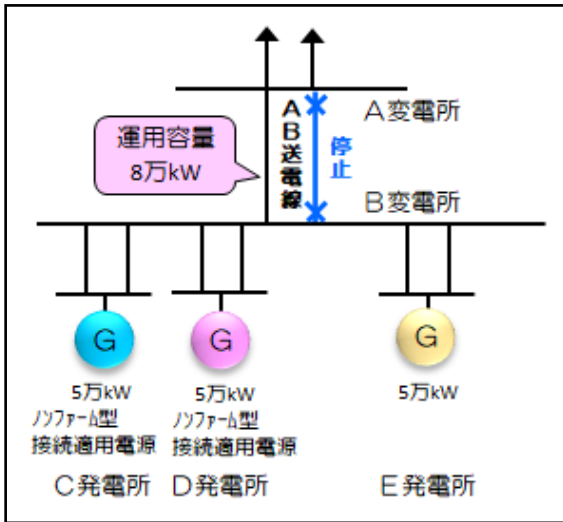 運用容量
8万kW
AB送電線
停止
A変電所
B変電所
G
G
G
5万kW
ノンファーム型
接続適用電源
5万kW
ノンファーム型
接続適用電源
5万kW
C発電所
D発電所
E発電所